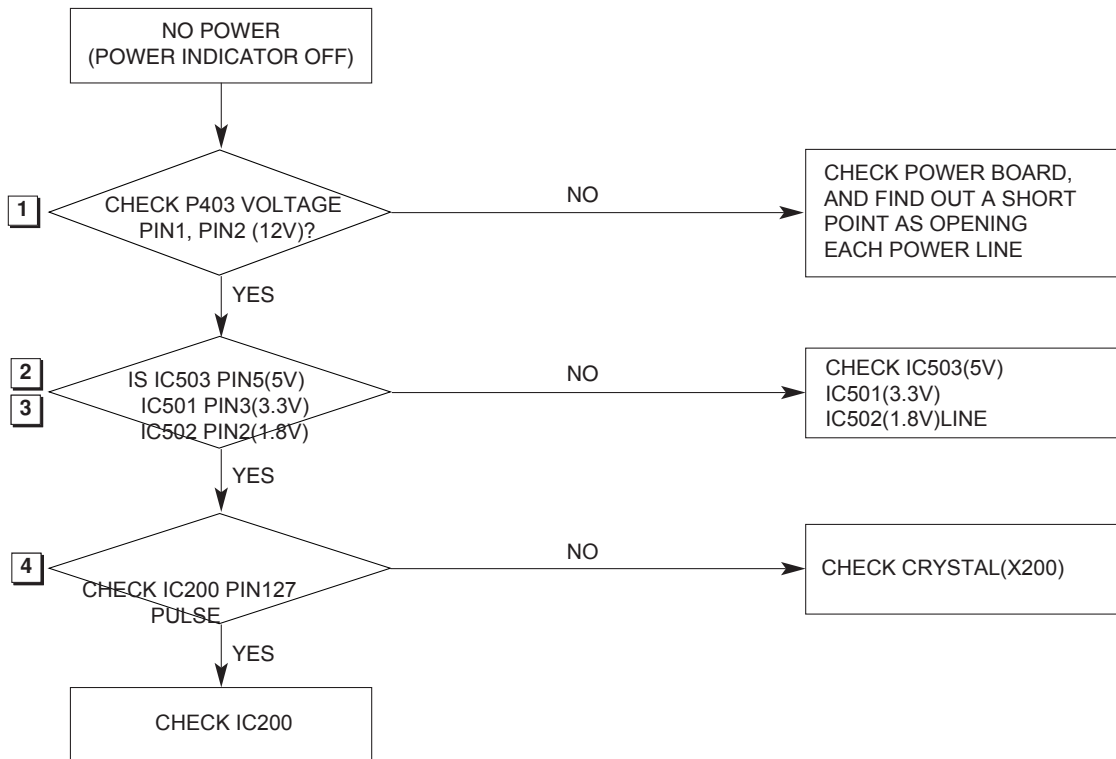 NO POWER
(POWER INDICATOR OFF)
1
CHECK P403 VOLTAGE
PIN1, PIN2 (12V)?
NO
CHECK POWER BOARD,
AND FIND OUT A SHORT
POINT AS OPENING
EACH POWER LINE
YES
2
3
IS IC503 PIN5(5V)
IC501 PIN3(3.3V)
IC502 PIN2(1.8V)
NO
CHECK IC503(5V)
IC501(3.3V)
IC502(1.8V)LINE
YES
4
CHECK IC200 PIN127
PULSE
NO
CHECK CRYSTAL(X200)
YES
CHECK IC200